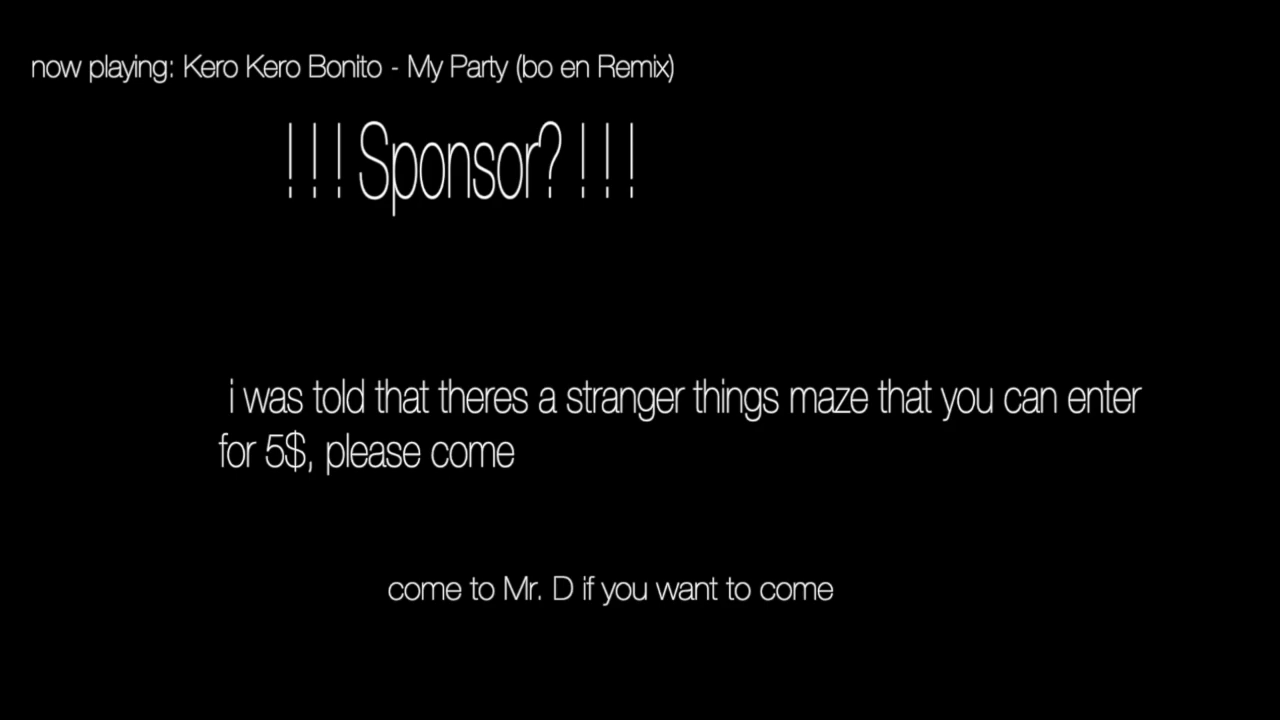 now playing: Kero Kero Bonito - My Party (bo en Remix)
! ! ! Sponsor? ! ! !
i was told that theres a stranger things maze that you can enter
for 5$, please come
come to Mr. D if you want to come